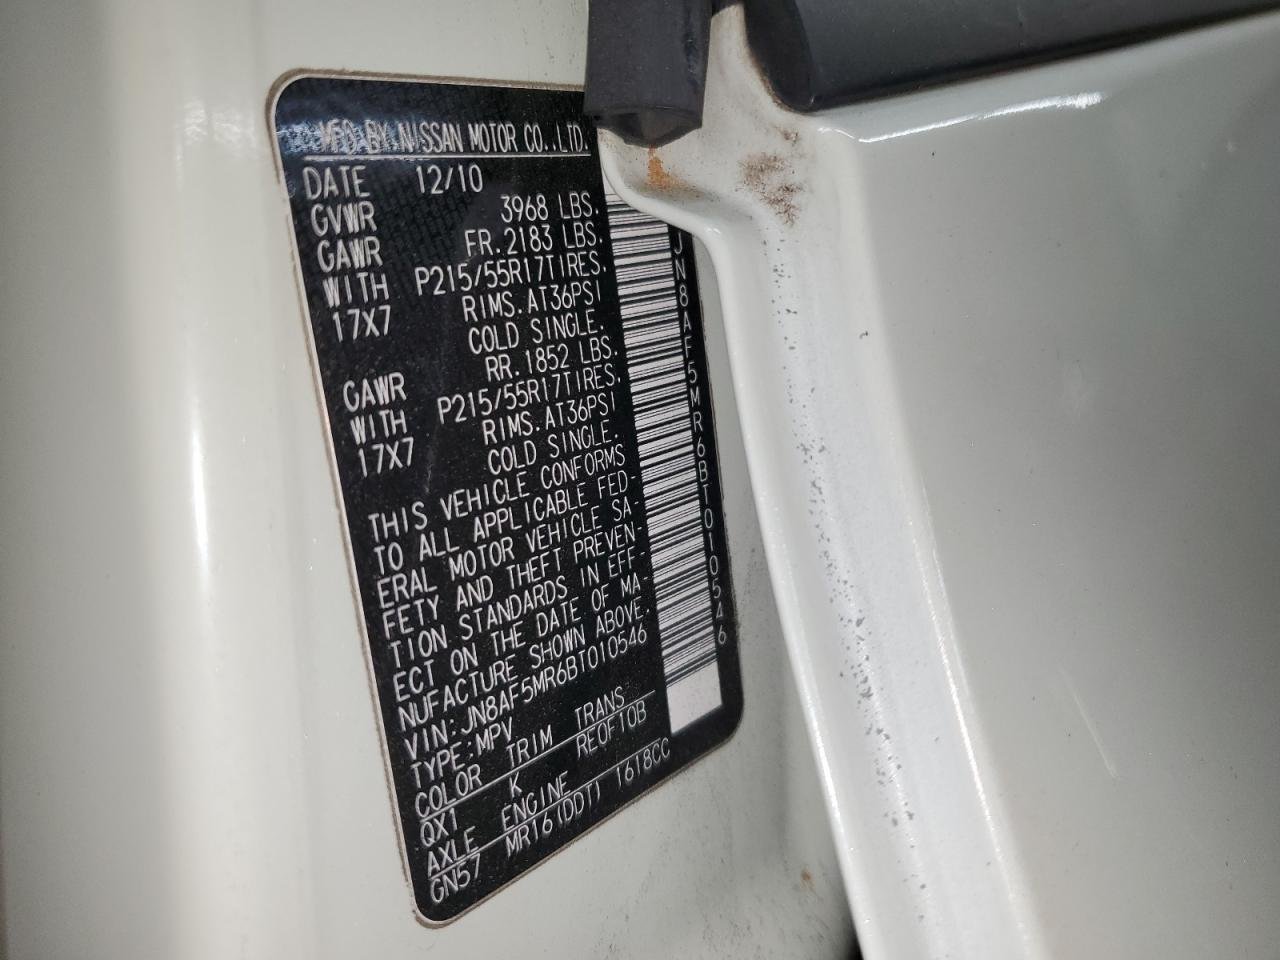 MFD BY NISSAN MOTOR CO.,LTD.
DATE 12/10
GVWR 3968 LBS.
GAWR FR.2183 LBS.
WITH P215/55R17TIRES.
17X7 RIMS.AT36PSI
COLD SINGLE.
GAWR RR.1852 LBS.
WITH P215/55R17TIRES.
17X7 RIMS.AT36PSI
COLD SINGLE.
THIS VEHICLE CONFORMS
TO ALL APPLICABLE FED-
ERAL MOTOR VEHICLE SA-
FETY AND THEFT PREVEN-
TION STANDARDS IN EFF-
ECT ON THE DATE OF MA-
NUFACTURE SHOWN ABOVE.
VIN:JN8AF5MR6BT010546
TYPE:MPV
COLOR TRIM TRANS
QX1 K REOF10B
AXLE ENGINE
GN57 MR16(DDT) 1618CC
JN8AF5MR6BT010546